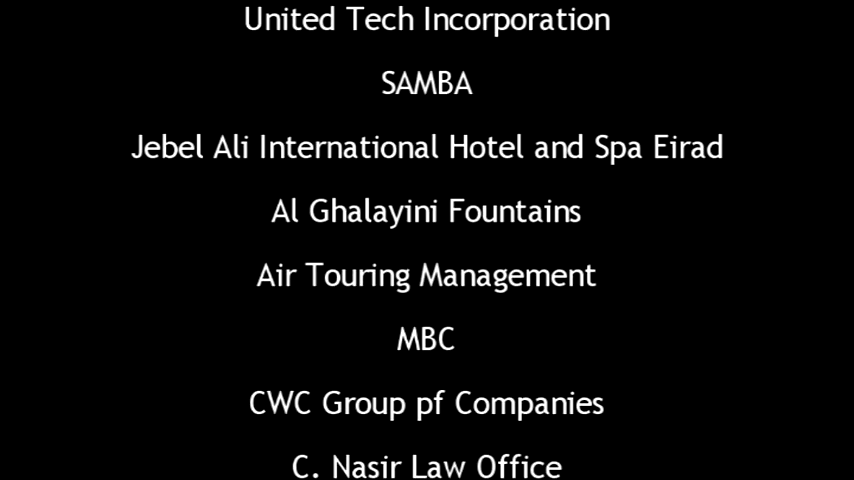 United Tech Incorporation
SAMBA
Jebel Ali International Hotel and Spa Eirad
Al Ghalayini Fountains
Air Touring Management
MBC
CWC Group pf Companies
C. Nasir Law Office